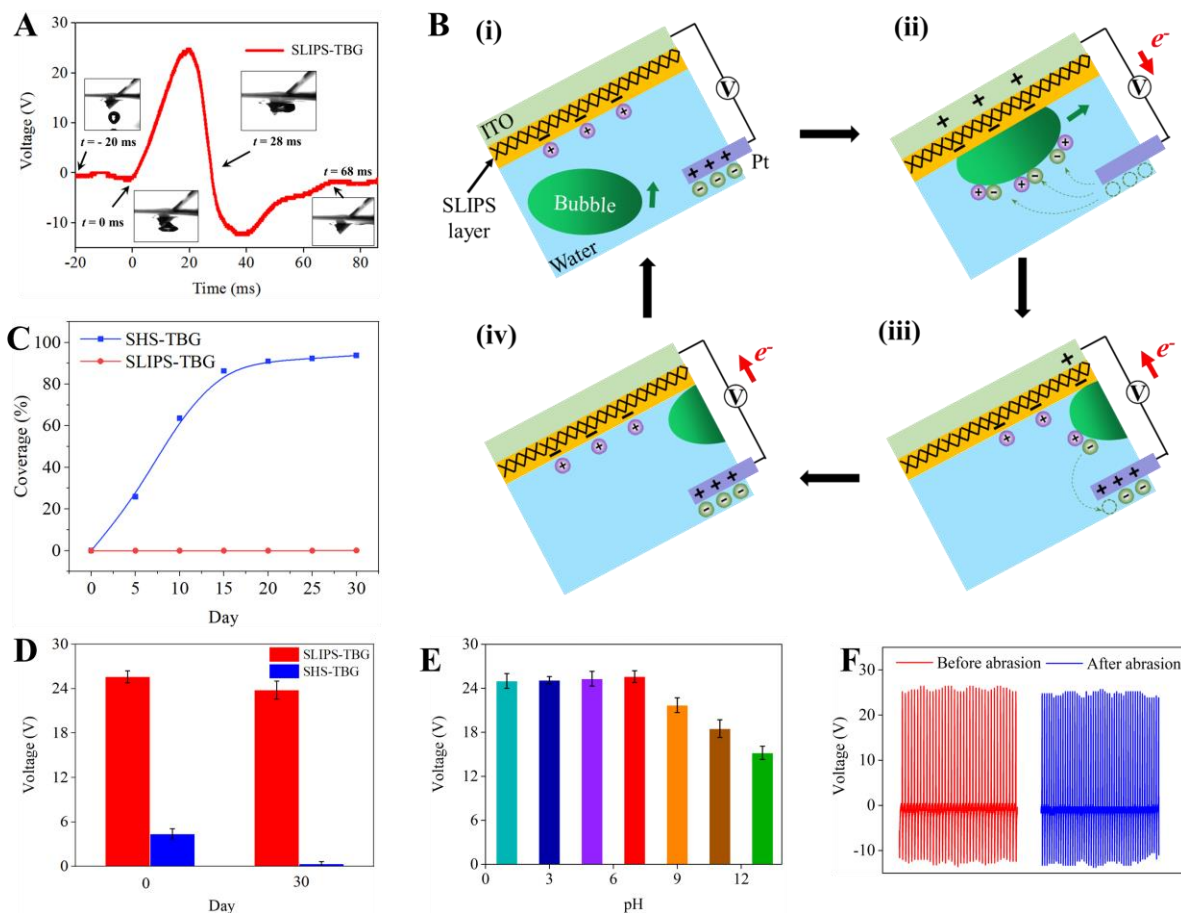 A
SLIPS-TBG
Voltage (V)
30
20
10
0
-10
t = - 20 ms
t = 0 ms
t = 28 ms
t = 68 ms
-20
0
20
40
60
80
Time (ms)
B
(i)
ITO
SLIPS
layer
Bubble
Water
Pt
V
+ + +
(ii)
e-
V
+ + +
(iii)
e-
V
+
+ + +
(iv)
e-
V
+ + +
C
SHS-TBG
SLIPS-TBG
Coverage (%)
100
80
60
40
20
0
0 5 10 15 20 25 30
Day
D
SLIPS-TBG
SHS-TBG
Voltage (V)
30
24
18
12
6
0
0 30
Day
E
Voltage (V)
30
24
18
12
6
0
0 3 6 9 12
pH
F
Before abrasion
After abrasion
Voltage (V)
30
20
10
0
-10